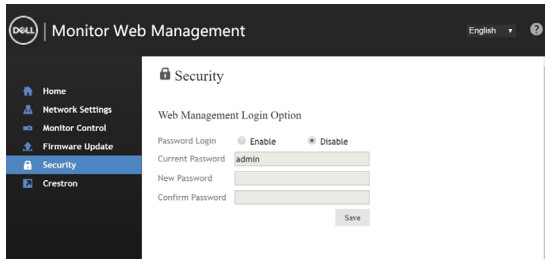 DELL | Monitor Web Management
English
?
Home
Network Settings
Monitor Control
Firmware Update
Security
Crestron
Security
Web Management Login Option
Password Login Enable Disable
Current Password admin
New Password
Confirm Password
Save